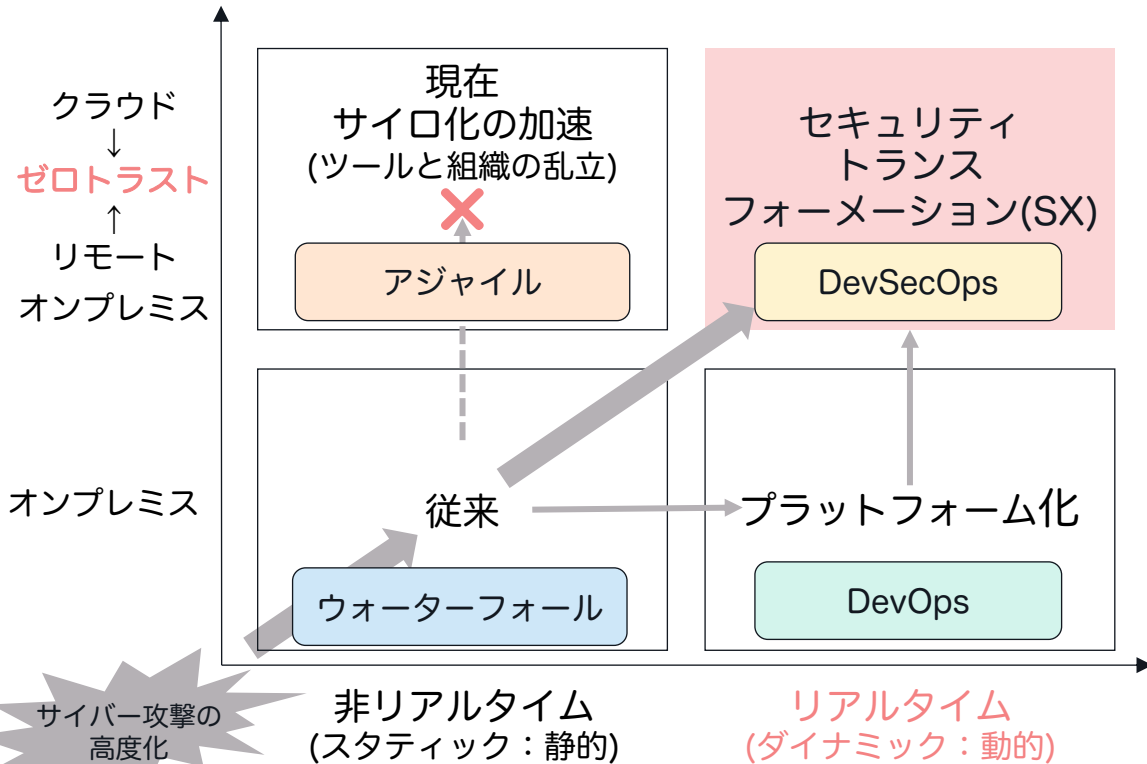 クラウド
↓
ゼロトラスト
↑
リモート
オンプレミス
現在
サイロ化の加速
(ツールと組織の乱立)
アジャイル
セキュリティ
トランス
フォーメーション(SX)
DevSecOps
オンプレミス
従来
ウォーターフォール
プラットフォーム化
DevOps
サイバー攻撃の
高度化
非リアルタイム
(スタティック：静的)
リアルタイム
(ダイナミック：動的)